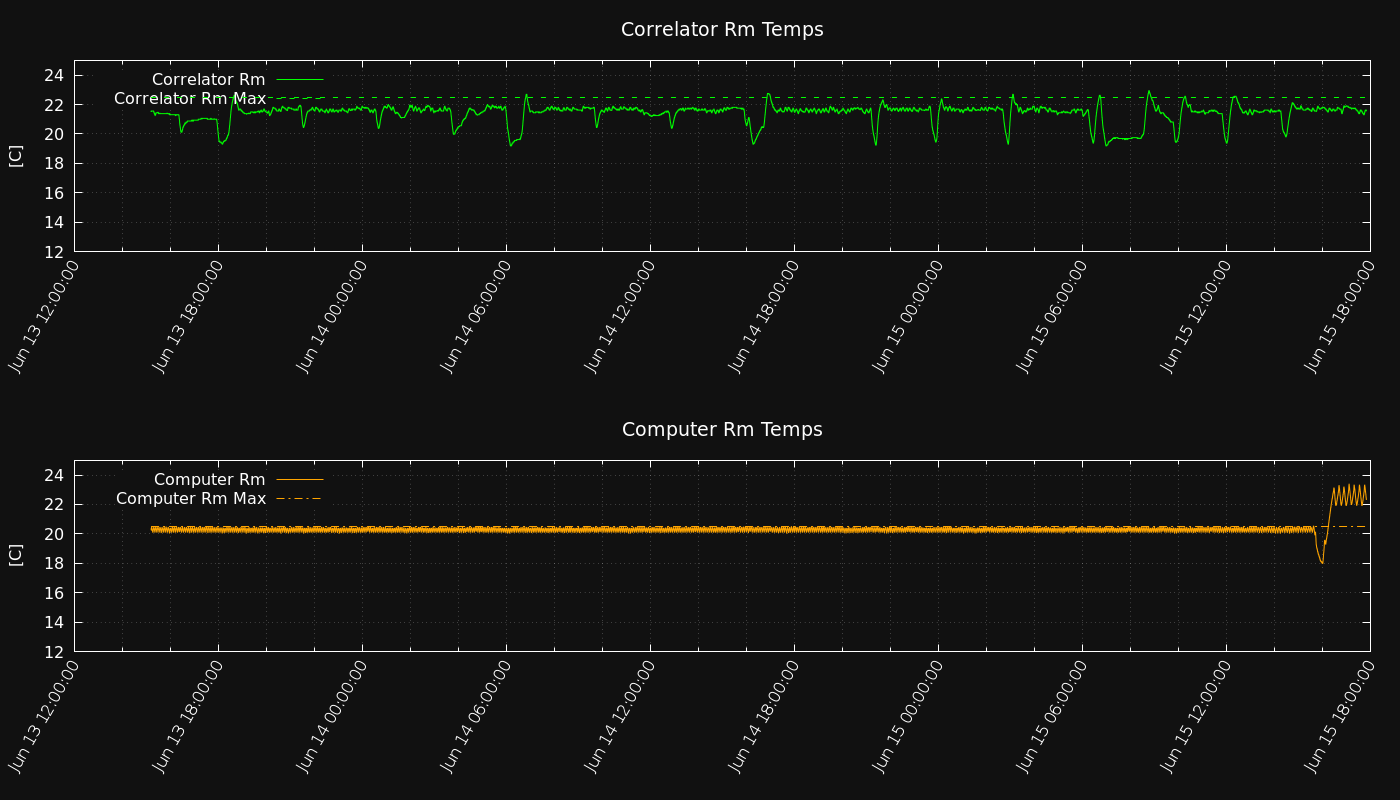 Correlator Rm Temps
Correlator Rm
Correlator Rm Max
[C]
24
22
20
18
16
14
12
Jun 13 12:00:00
Jun 13 18:00:00
Jun 14 00:00:00
Jun 14 06:00:00
Jun 14 12:00:00
Jun 14 18:00:00
Jun 15 00:00:00
Jun 15 06:00:00
Jun 15 12:00:00
Jun 15 18:00:00
Computer Rm Temps
Computer Rm
Computer Rm Max
[C]
24
22
20
18
16
14
12
Jun 13 12:00:00
Jun 13 18:00:00
Jun 14 00:00:00
Jun 14 06:00:00
Jun 14 12:00:00
Jun 14 18:00:00
Jun 15 00:00:00
Jun 15 06:00:00
Jun 15 12:00:00
Jun 15 18:00:00